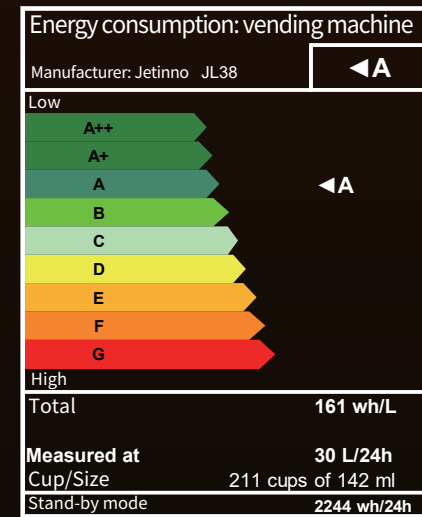 Energy consumption: vending machine
Manufacturer: Jetinno JL38 ◄A
Low
A++
A+
A ◄A
B
C
D
E
F
G
High
Total 161 wh/L
Measured at 30 L/24h
Cup/Size 211 cups of 142 ml
Stand-by mode 2244 wh/24h